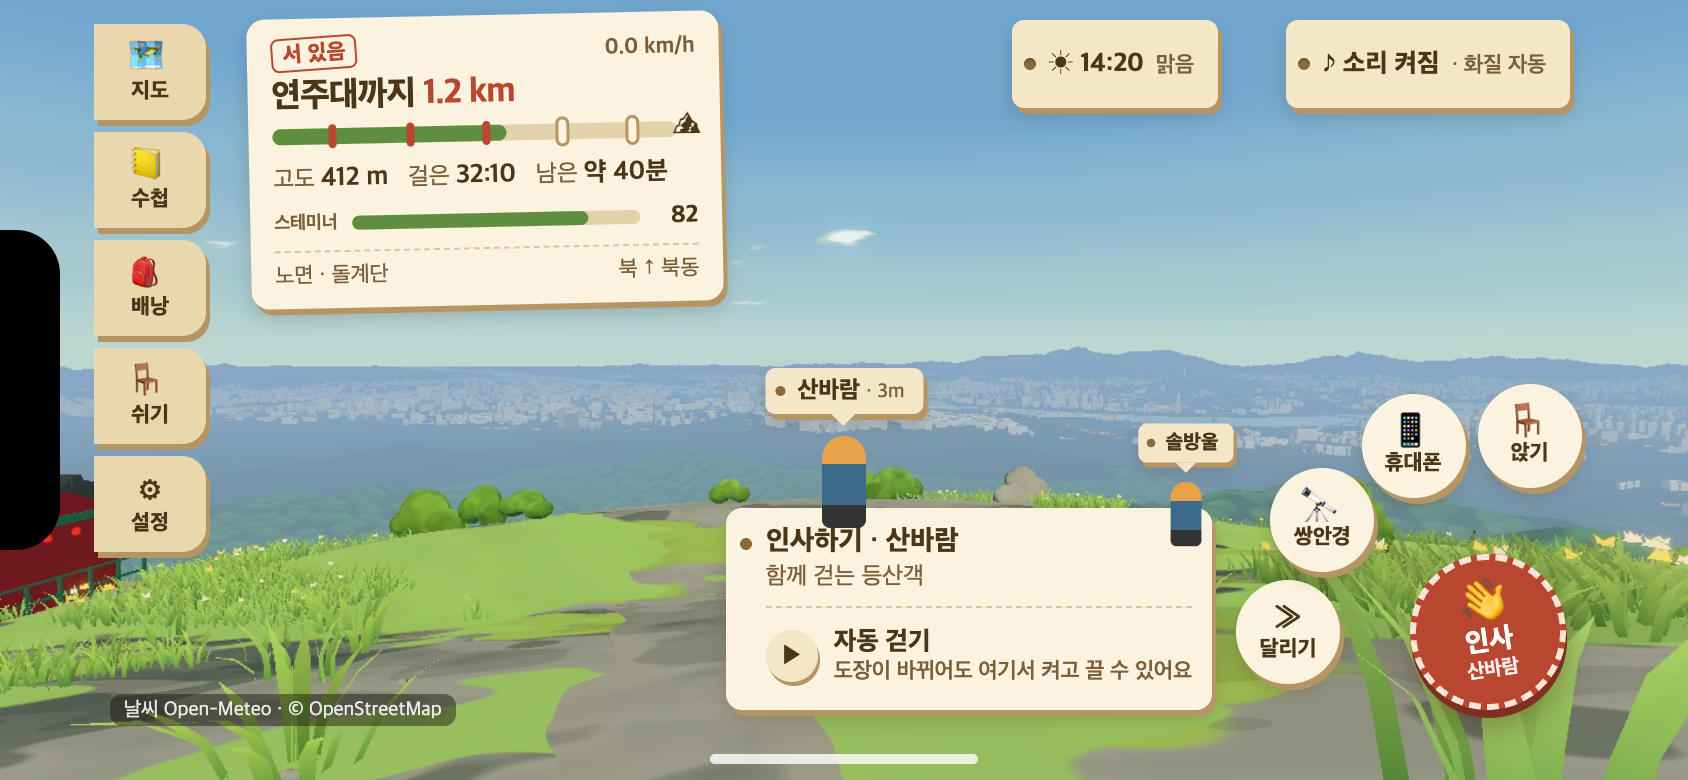 지도
수첩
배낭
쉬기
설정
서 있음
0.0 km/h
연주대까지 1.2 km
고도 412 m 걸은 32:10 남은 약 40분
스테미너 82
노면 · 돌계단
북 ↑ 북동
14:20 맑음
♪ 소리 켜짐 · 화질 자동
산바람 · 3m
솔방울
인사하기 · 산바람
함께 걷는 등산객
자동 걷기
도장이 바뀌어도 여기서 켜고 끌 수 있어요
휴대폰
앉기
쌍안경
달리기
인사
산바람
날씨 Open-Meteo · © OpenStreetMap